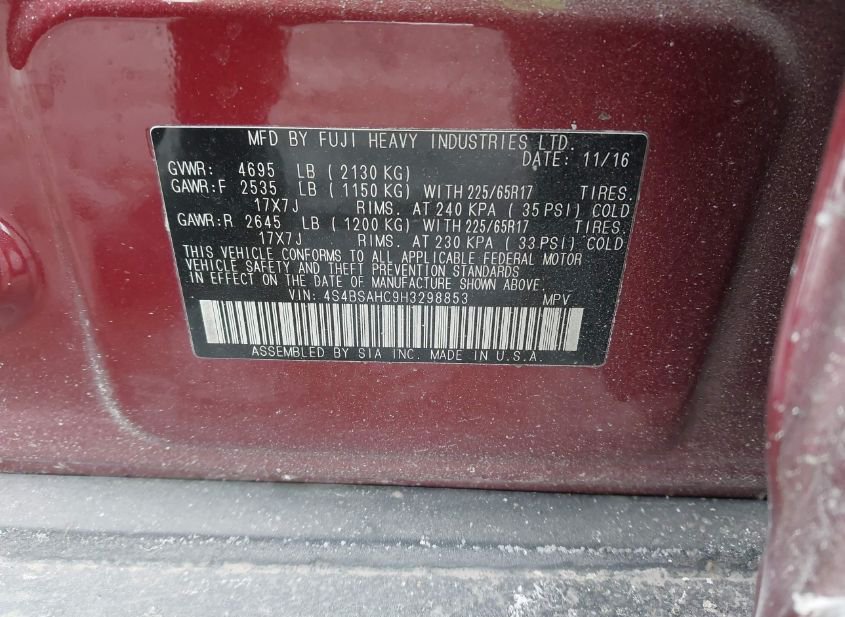 MFD BY FUJI HEAVY INDUSTRIES LTD.
DATE: 11/16
GVWR: 4695 LB ( 2130 KG)
GAWR:F 2535 LB ( 1150 KG) WITH 225/65R17 TIRES.
17X7J RIMS. AT 240 KPA ( 35 PSI) COLD
GAWR:R 2645 LB ( 1200 KG) WITH 225/65R17 TIRES.
17X7J RIMS. AT 230 KPA ( 33 PSI) COLD
THIS VEHICLE CONFORMS TO ALL APPLICABLE FEDERAL MOTOR
VEHICLE SAFETY AND THEFT PREVENTION STANDARDS
IN EFFECT ON THE DATE OF MANUFACTURE SHOWN ABOVE.
VIN: 4S4BSAHC9H3298853 MPV
ASSEMBLED BY SIA INC. MADE IN U.S.A.